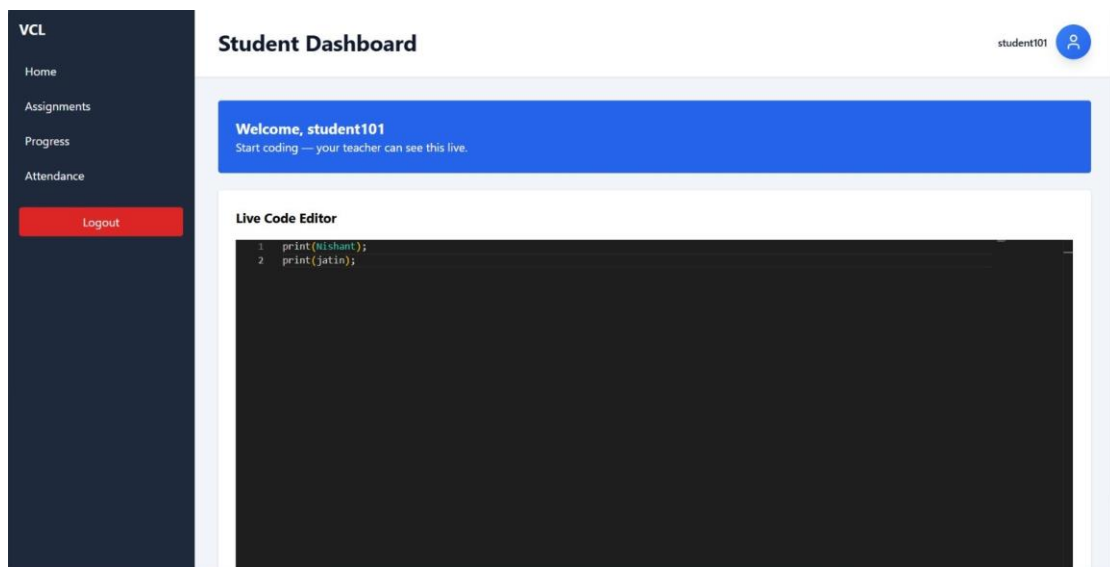 VCL
Home
Assignments
Progress
Attendance
Logout
Student Dashboard
student101
Welcome, student101
Start coding — your teacher can see this live.
Live Code Editor
1 print(Nishant);
2 print(jatin);